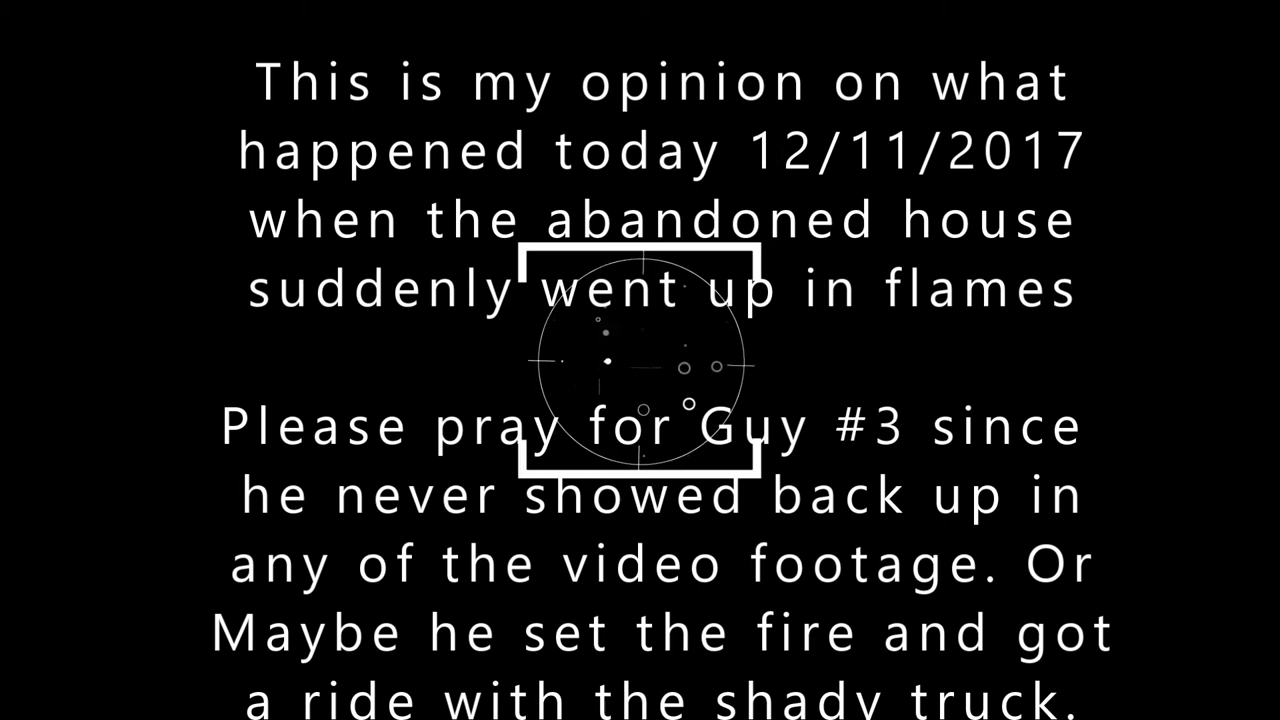 This is my opinion on what
happened today 12/11/2017
when the abandoned house
suddenly went up in flames
Please pray for Guy #3 since
he never showed back up in
any of the video footage. Or
Maybe he set the fire and got
a ride with the shady truck.